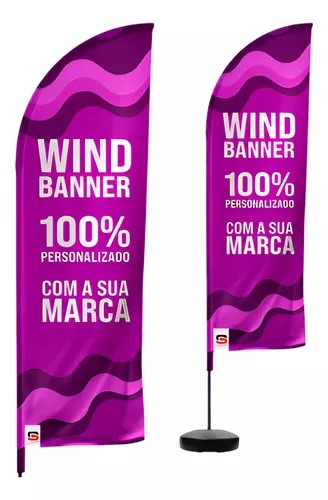 WIND
BANNER
100%
PERSONALIZADO
COM A SUA
MARCA
WIND
BANNER
100%
PERSONALIZADO
COM A SUA
MARCA